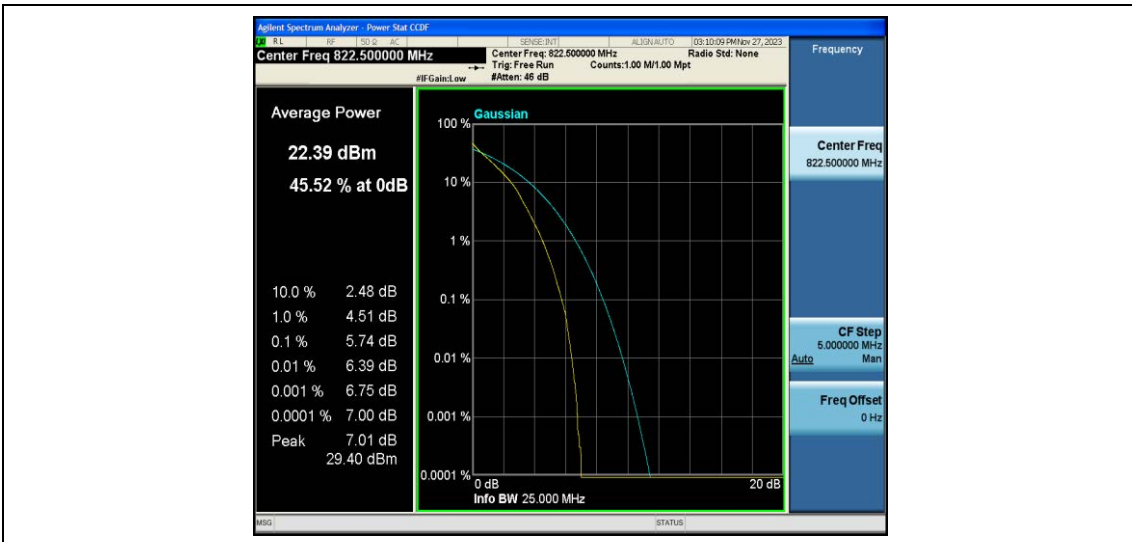 Agilent Spectrum Analyzer - Power Stat CCDF
RL RF 50 Ω AC SENSE:INT ALIGN AUTO 03:10:09 PM Nov 27, 2023
Center Freq 822.500000 MHz
Center Freq: 822.500000 MHz Radio Std: None
Trig: Free Run Counts:1.00 M/1.00 Mpt
#IFGain:Low #Atten: 46 dB
Frequency
Average Power
22.39 dBm
45.52 % at 0dB
10.0 % 2.48 dB
1.0 % 4.51 dB
0.1 % 5.74 dB
0.01 % 6.39 dB
0.001 % 6.75 dB
0.0001 % 7.00 dB
Peak 7.01 dB
29.40 dBm
Gaussian
100 %
10 %
1 %
0.1 %
0.01 %
0.001 %
0.0001 %
0 dB 20 dB
Info BW 25.000 MHz
Center Freq
822.500000 MHz
CF Step
5.000000 MHz
Auto Man
Freq Offset
0 Hz
MSG STATUS